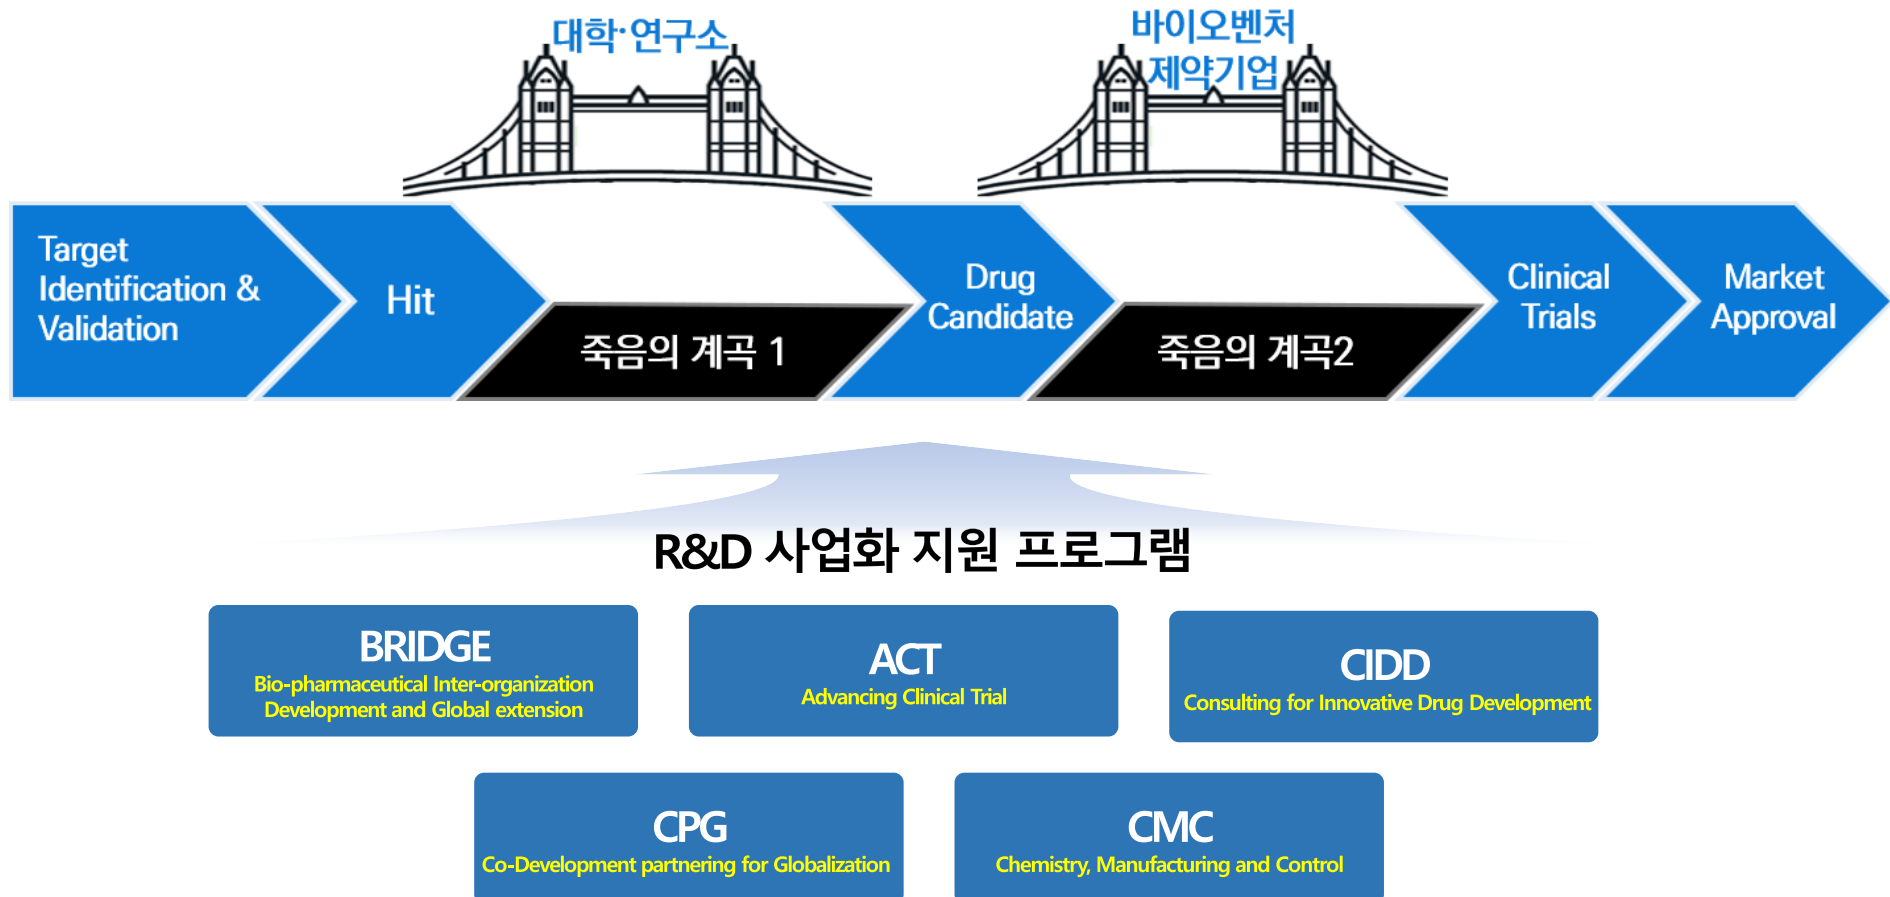 대학·연구소
바이오벤처
제약기업
Target
Identification &
Validation
Hit
죽음의 계곡 1
Drug
Candidate
죽음의 계곡2
Clinical
Trials
Market
Approval
R&D 사업화 지원 프로그램
BRIDGE
Bio-pharmaceutical Inter-organization
Development and Global extension
ACT
Advancing Clinical Trial
CIDD
Consulting for Innovative Drug Development
CPG
Co-Development partnering for Globalization
CMC
Chemistry, Manufacturing and Control